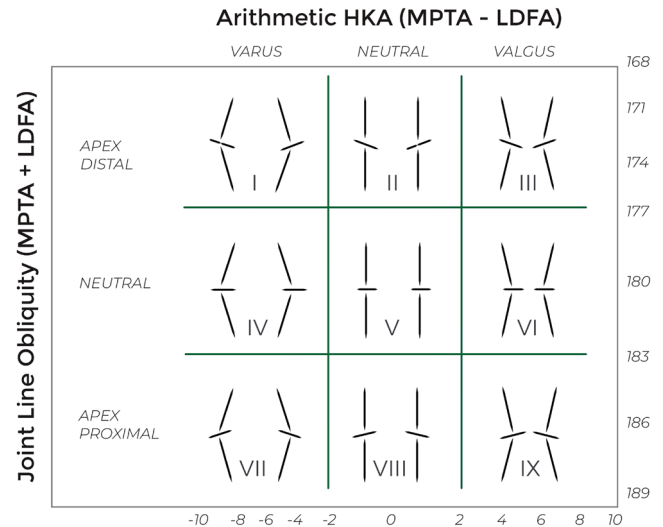 Arithmetic HKA (MPTA - LDFA)
VARUS NEUTRAL VALGUS
Joint Line Obliquity (MPTA + LDFA)
168
171
APEX
DISTAL
174
I II III
177
NEUTRAL
180
IV V VI
183
APEX
PROXIMAL
186
VII VIII IX
189
-10 -8 -6 -4 -2 0 2 4 6 8 10